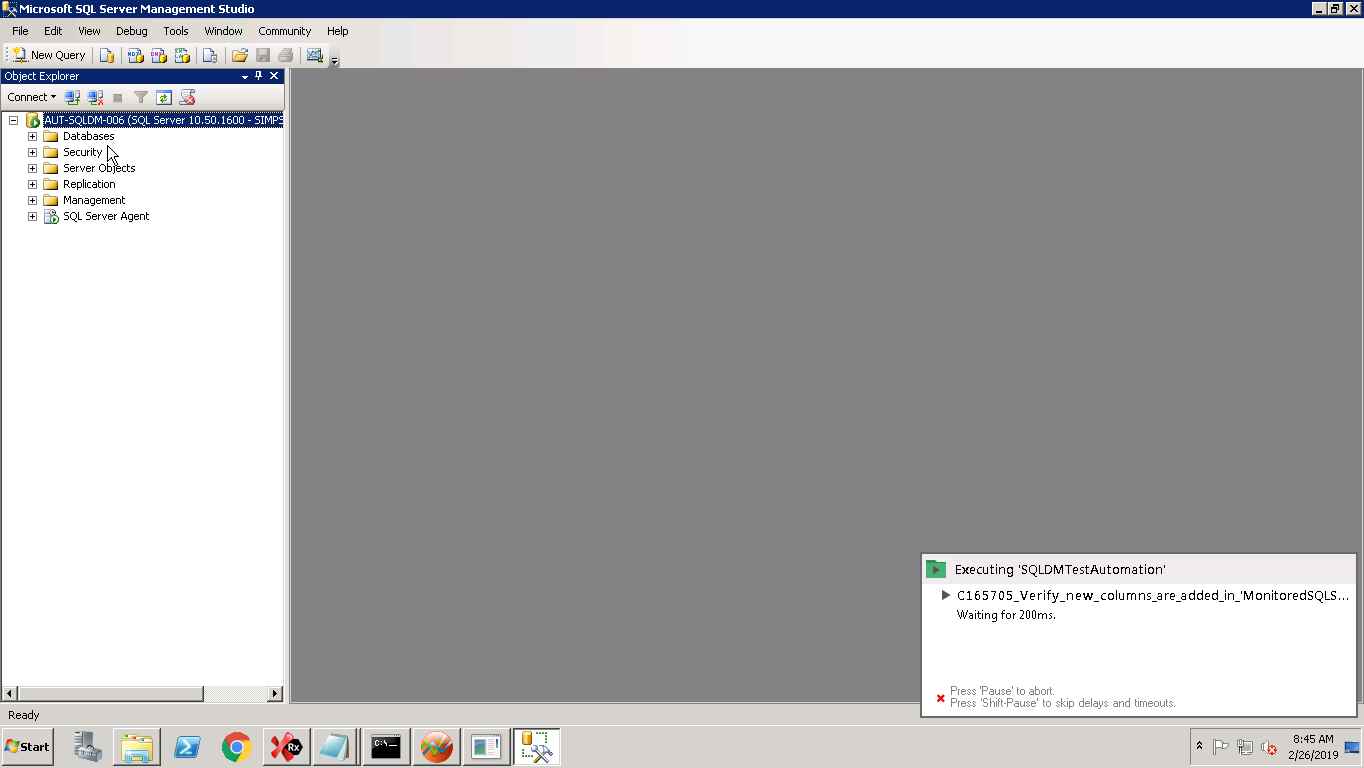 Microsoft SQL Server Management Studio
File Edit View Debug Tools Window Community Help
New Query
Object Explorer
Connect
AUT-SQLDM-006 (SQL Server 10.50.1600 - SIMPS
Databases
Security
Server Objects
Replication
Management
SQL Server Agent
Executing 'SQLDMTestAutomation'
C165705_Verify_new_columns_are_added_in_'MonitoredSQLS...
Waiting for 200ms.
Press 'Pause' to abort.
Press 'Shift-Pause' to skip delays and timeouts.
Ready
Start
Rx
C:\
8:45 AM
2/26/2019